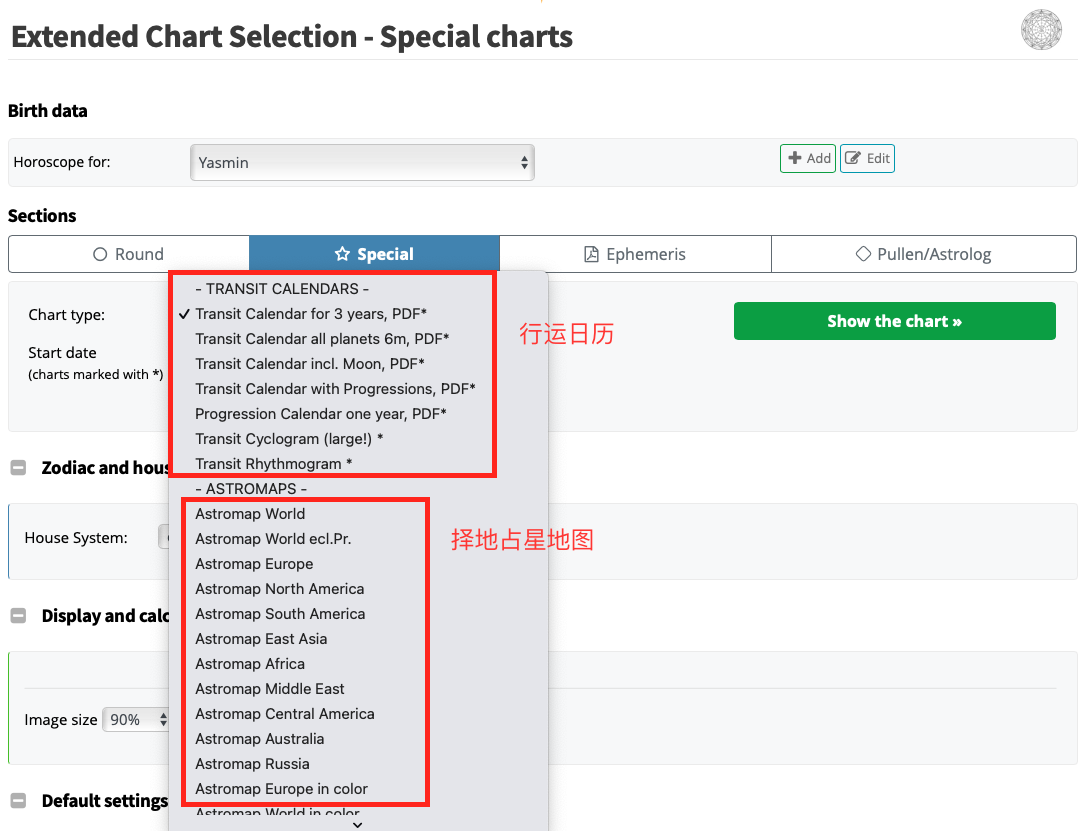 Extended Chart Selection - Special charts
Birth data
Horoscope for:
Yasmin
Add
Edit
Sections
Round
Special
Ephemeris
Pullen/Astrolog
Chart type:
Start date
(charts marked with *)
- TRANSIT CALENDARS -
✓ Transit Calendar for 3 years, PDF*
Transit Calendar all planets 6m, PDF*
Transit Calendar incl. Moon, PDF*
Transit Calendar with Progressions, PDF*
Progression Calendar one year, PDF*
Transit Cyclogram (large!) *
Transit Rhythmogram *
行运日历
Show the chart »
- ASTROMAPS -
Astromap World
Astromap World ecl.Pr.
Astromap Europe
Astromap North America
Astromap South America
Astromap East Asia
Astromap Africa
Astromap Middle East
Astromap Central America
Astromap Australia
Astromap Russia
Astromap Europe in color
Astromap World in color
择地占星地图
Zodiac and hous
House System:
Display and calc
Image size
90%
Default settings